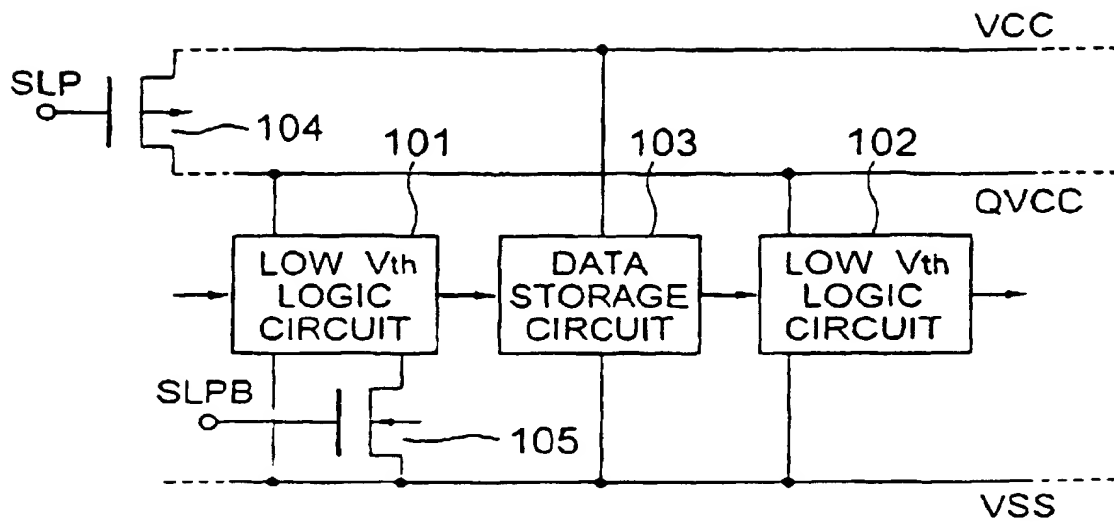 VCC
SLP
104
101
103
102
QVCC
LOW Vth
LOGIC
CIRCUIT
DATA
STORAGE
CIRCUIT
LOW Vth
LOGIC
CIRCUIT
SLPB
105
VSS